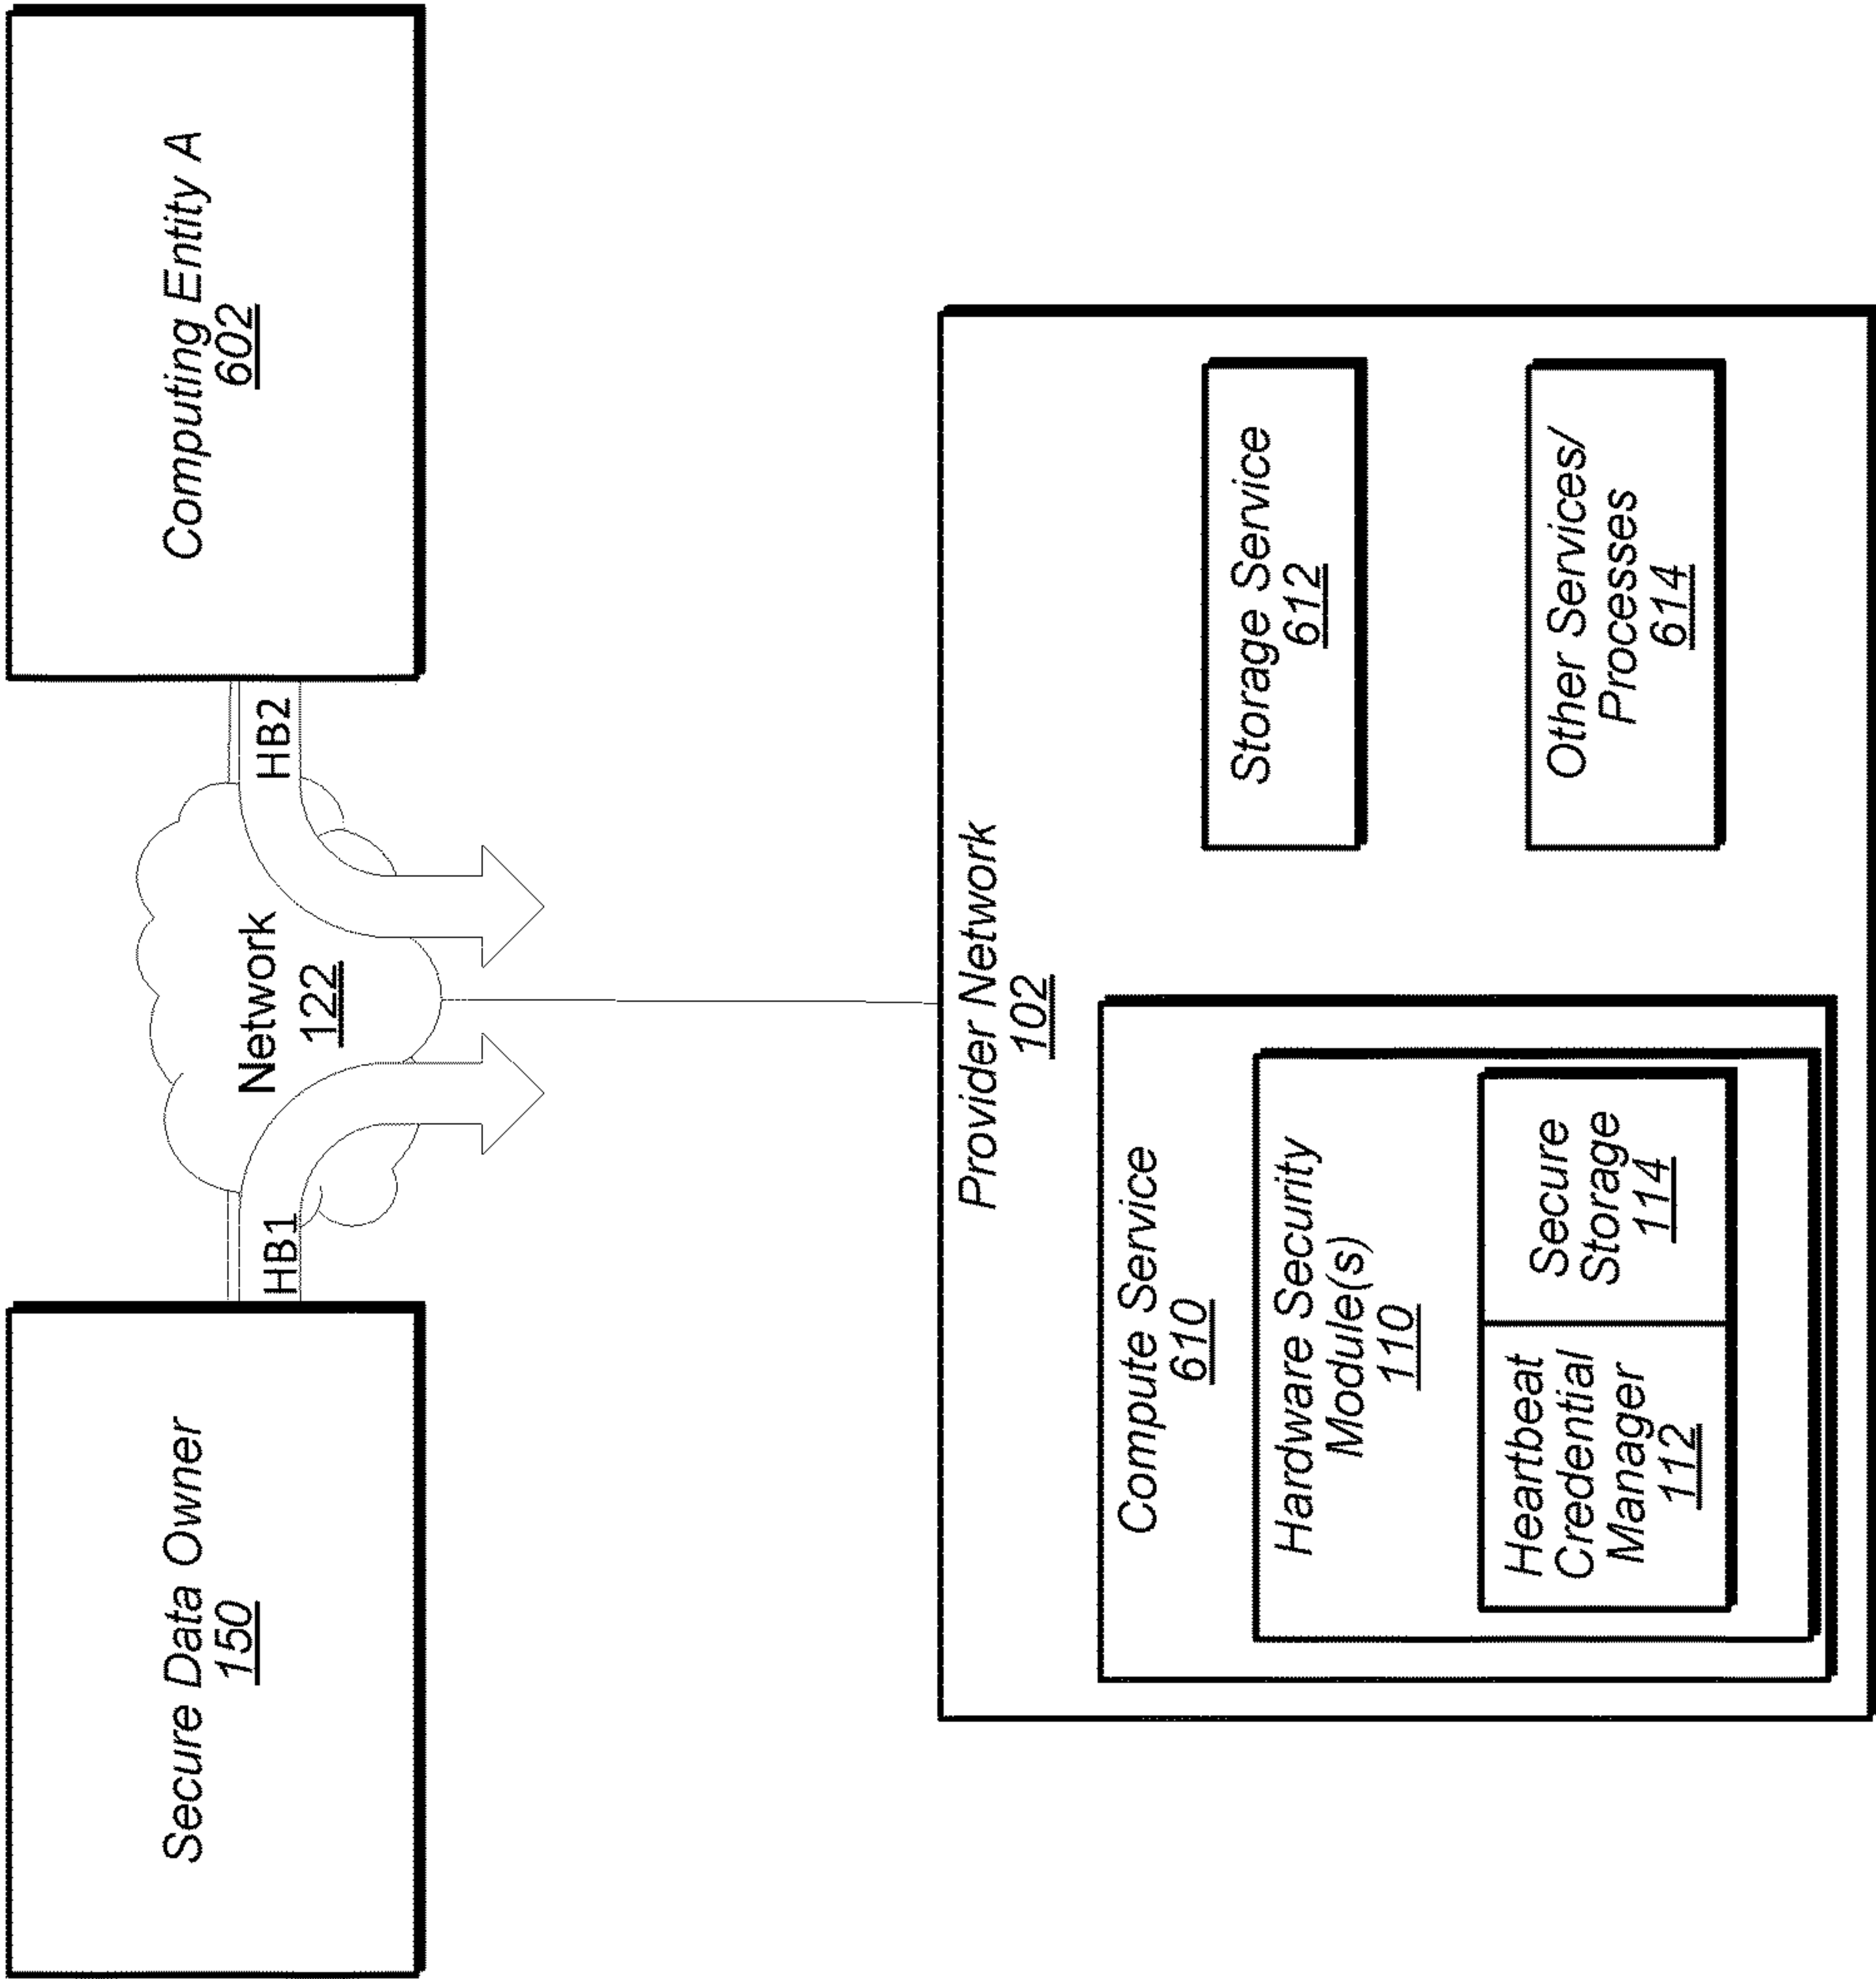 Secure Data Owner
150
Computing Entity A
602
HB1
HB2
Network
122
Provider Network
102
Compute Service
610
Hardware Security
Module(s)
110
Heartbeat
Credential
Manager
112
Secure
Storage
114
Storage Service
612
Other Services/
Processes
614